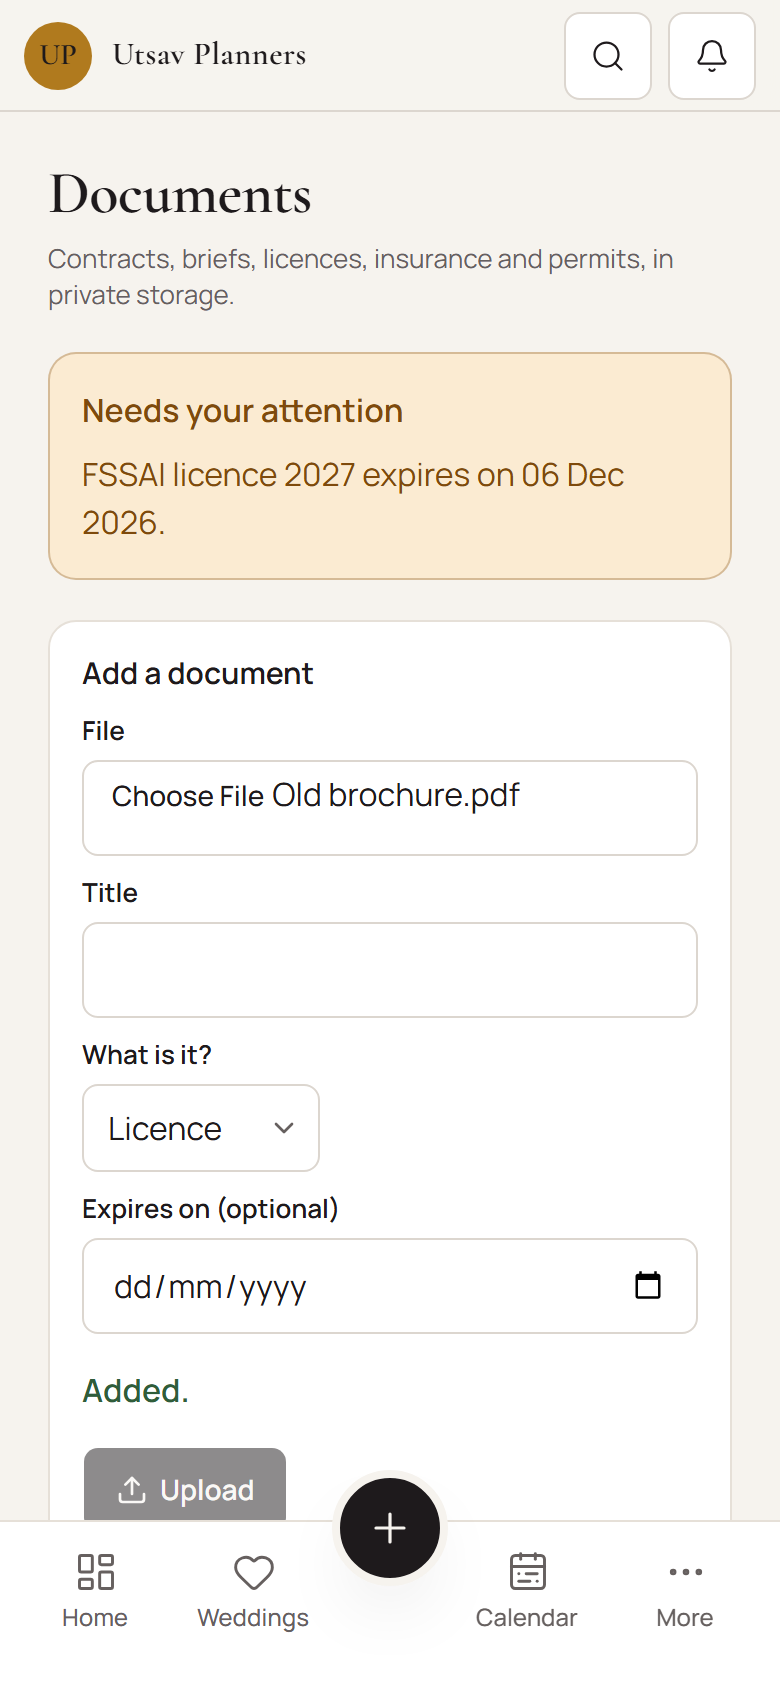 UP Utsav Planners
Documents
Contracts, briefs, licences, insurance and permits, in
private storage.
Needs your attention
FSSAI licence 2027 expires on 06 Dec
2026.
Add a document
File
Choose File Old brochure.pdf
Title
What is it?
Licence
Expires on (optional)
dd/mm/yyyy
Added.
Upload
Home Weddings Calendar More